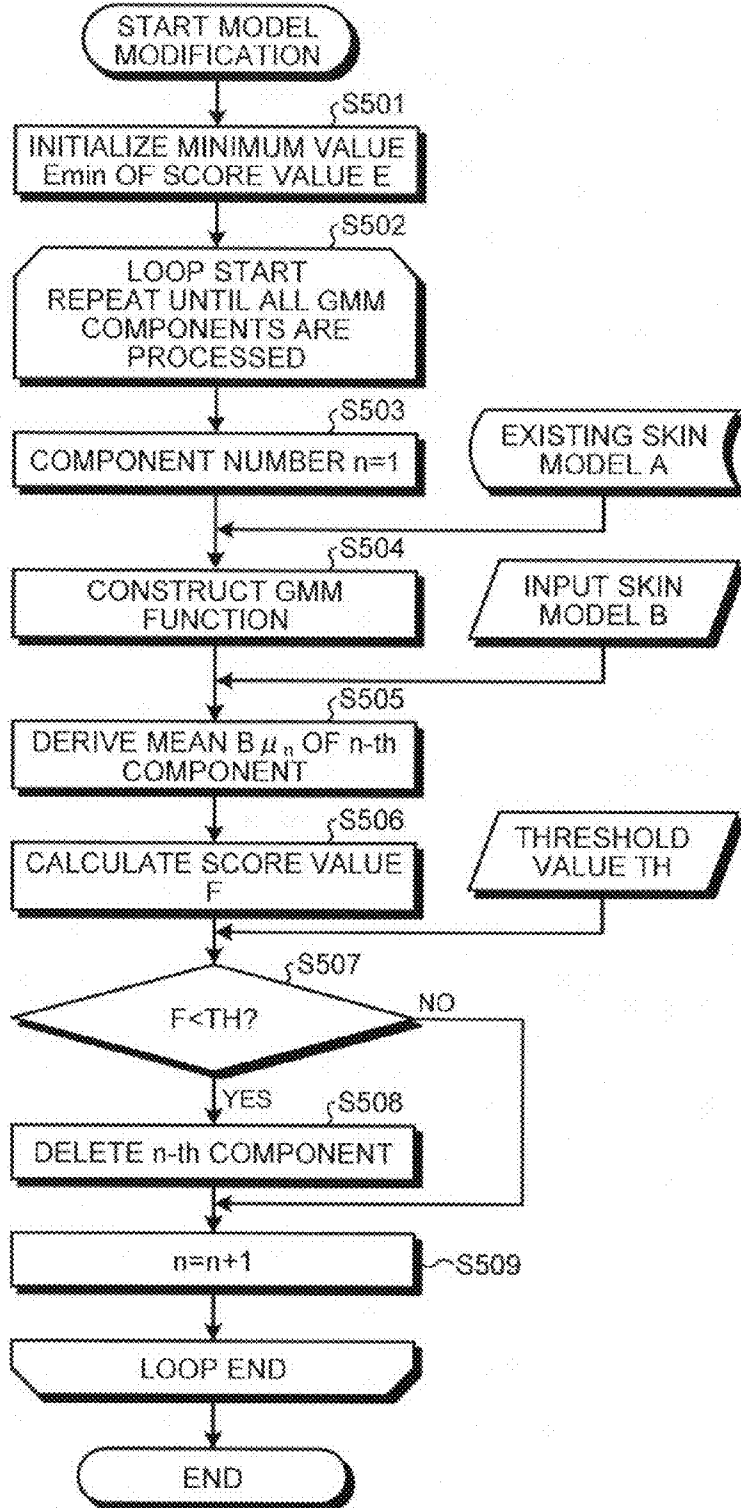 START MODEL
MODIFICATION
S501
INITIALIZE MINIMUM VALUE
Emin OF SCORE VALUE E
S502
LOOP START
REPEAT UNTIL ALL GMM
COMPONENTS ARE
PROCESSED
S503
COMPONENT NUMBER n=1
EXISTING SKIN
MODEL A
S504
CONSTRUCT GMM
FUNCTION
INPUT SKIN
MODEL B
S505
DERIVE MEAN B μn OF n-th
COMPONENT
S506
CALCULATE SCORE VALUE
F
THRESHOLD
VALUE TH
S507
F<TH?
NO
YES
S508
DELETE n-th COMPONENT
n=n+1
S509
LOOP END
END